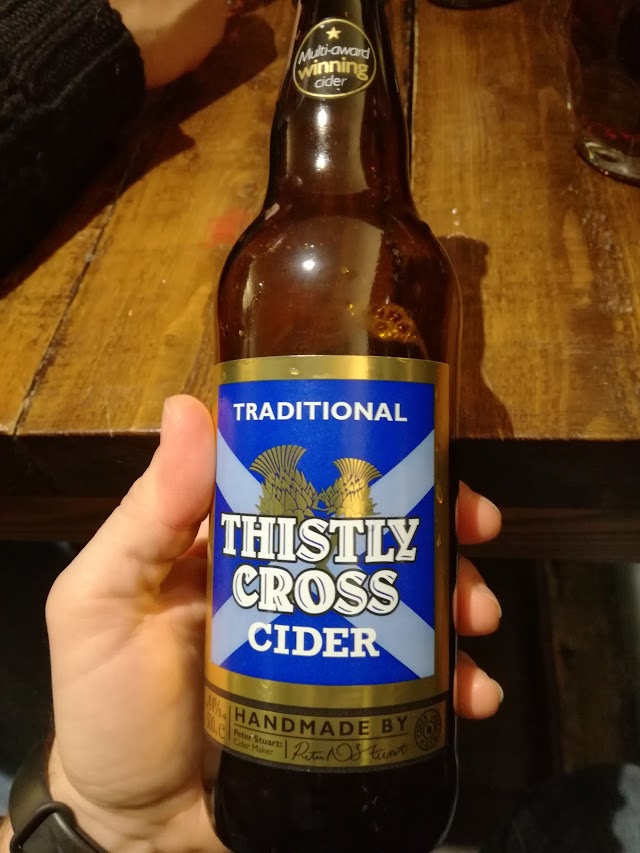 Multi-award
winning
cider
TRADITIONAL
THISTLY
CROSS
CIDER
HANDMADE BY
Peter Stuart:
Cider Maker